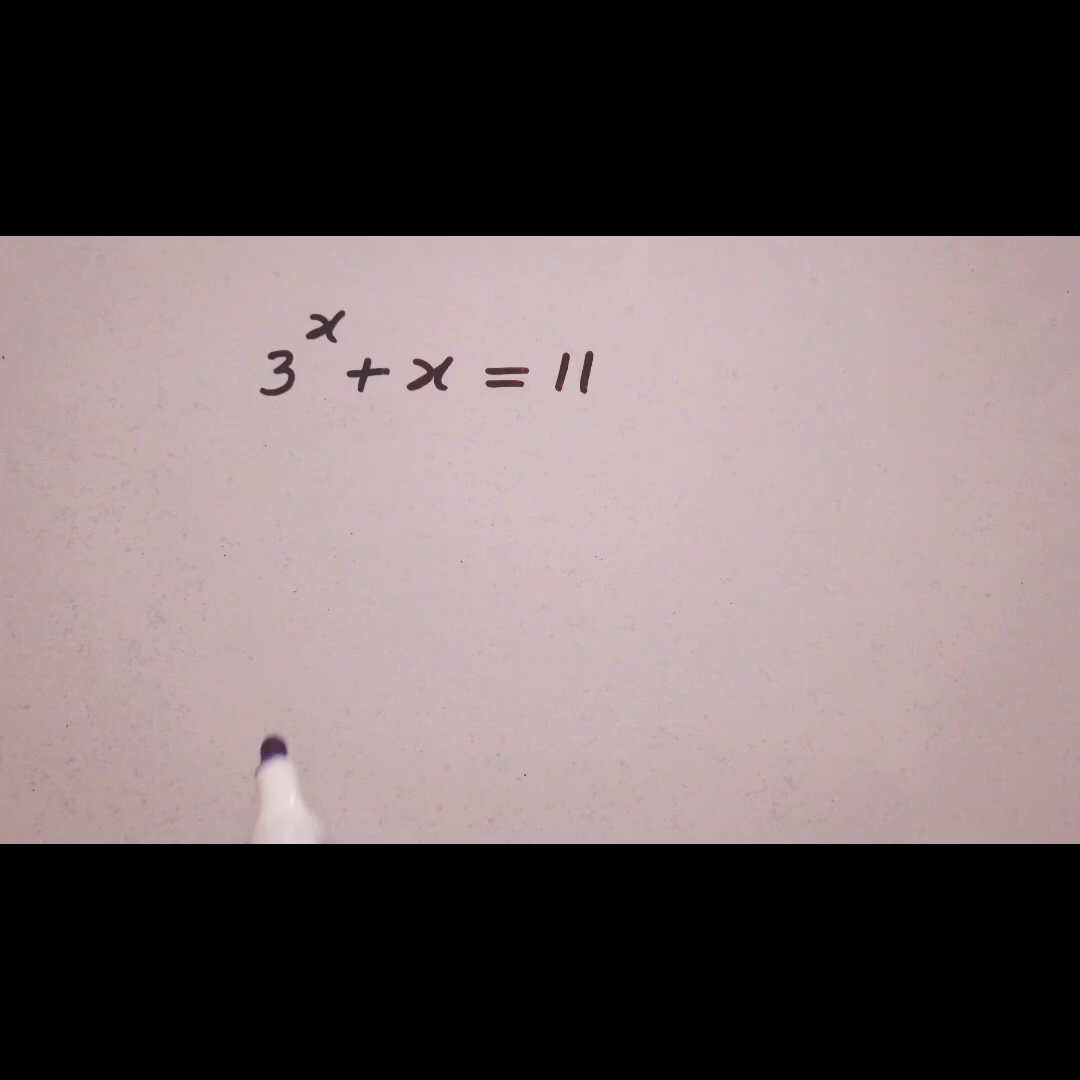 3^x + x = 11